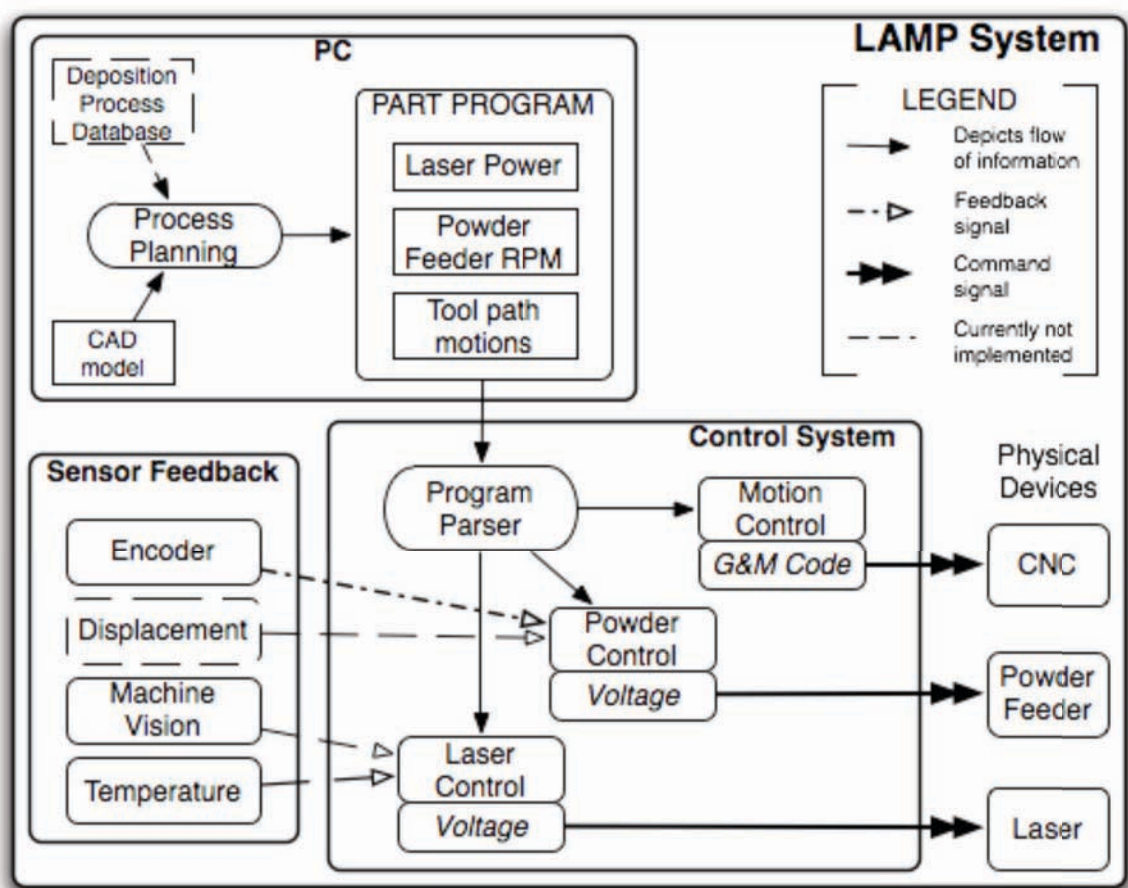 LAMP System
PC
Deposition
Process
Database
Process
Planning
CAD
model
PART PROGRAM
Laser Power
Powder
Feeder RPM
Tool path
motions
LEGEND
Depicts flow
of information
Feedback
signal
Command
signal
Currently not
implemented
Sensor Feedback
Encoder
Displacement
Machine
Vision
Temperature
Control System
Program
Parser
Motion
Control
G&M Code
Powder
Control
Voltage
Laser
Control
Voltage
Physical
Devices
CNC
Powder
Feeder
Laser